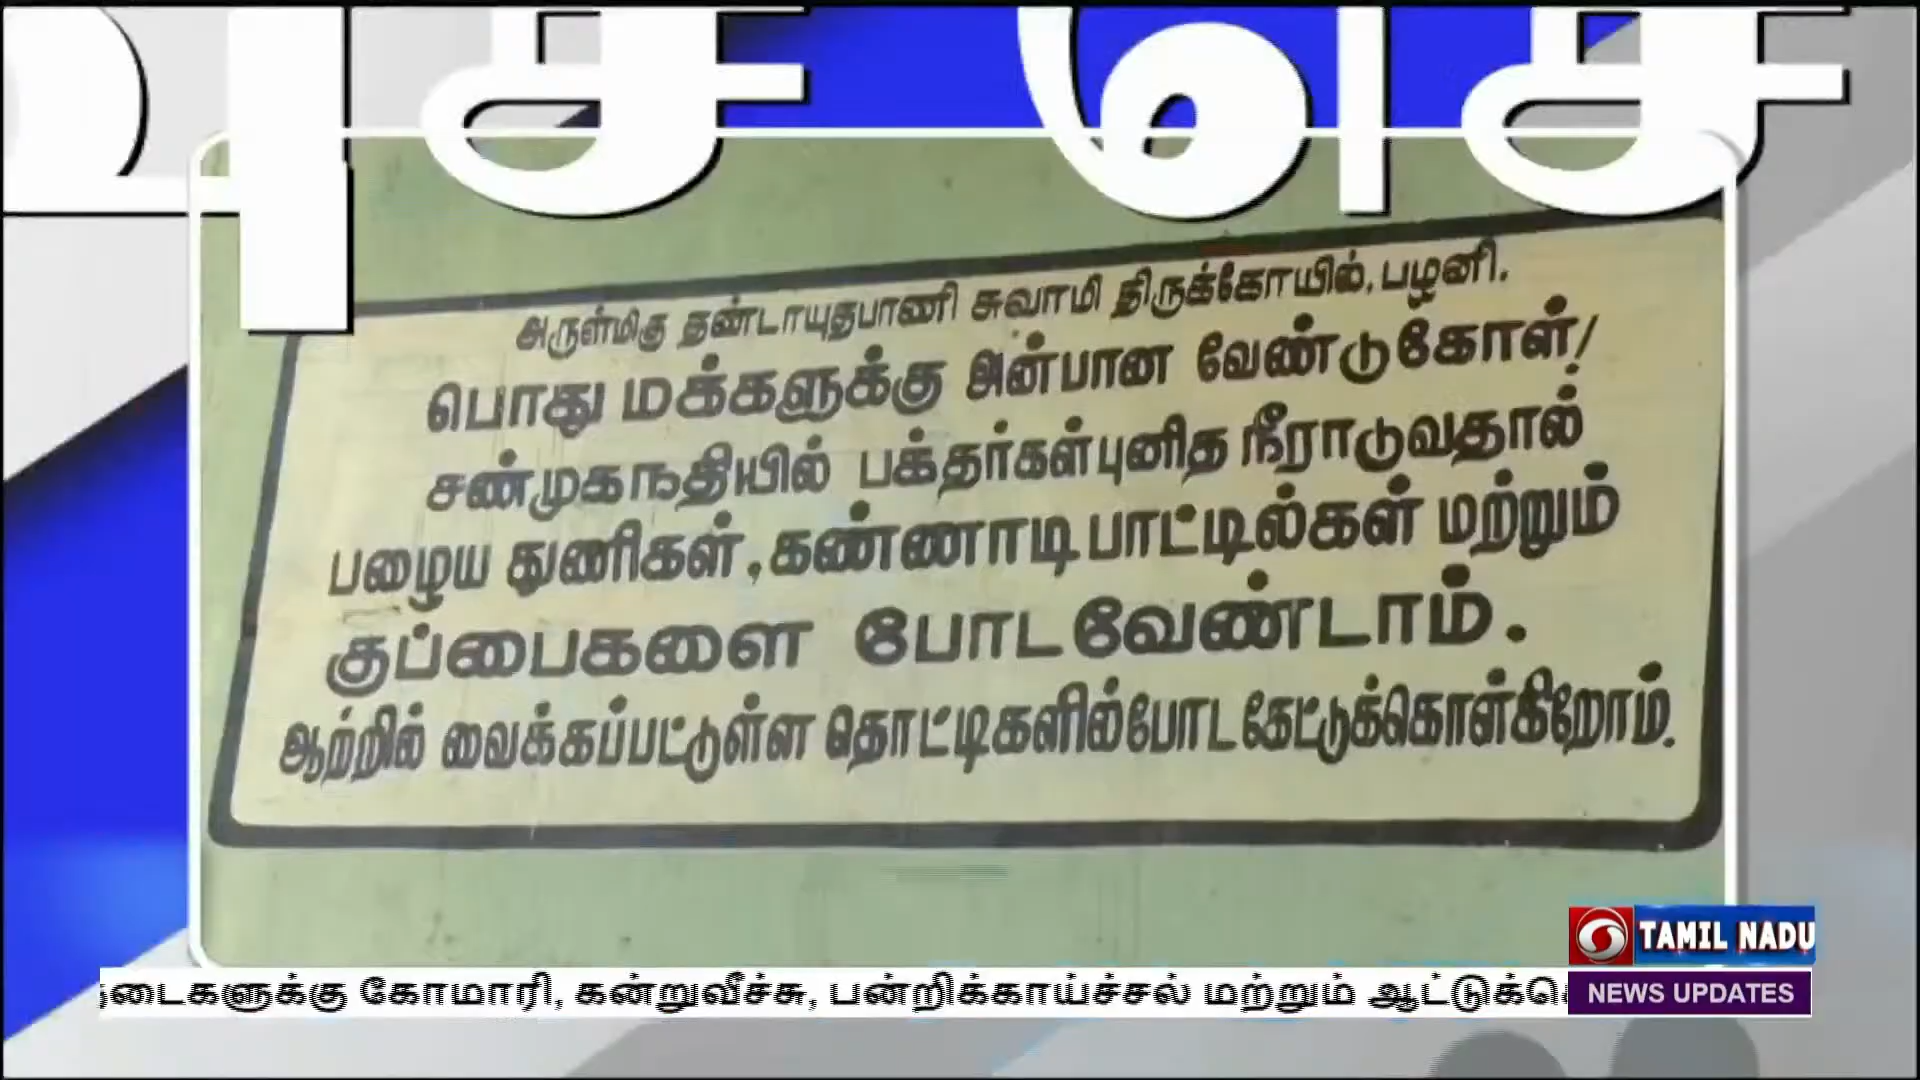 அருள்மிகு தண்டாயுதபாணி சுவாமி திருக்கோயில், பழனி.
பொது மக்களுக்கு அன்பான வேண்டுகோள்!
சண்முகநதியில் பக்தர்கள் புனித நீராடுவதால்
பழைய துணிகள், கண்ணாடி பாட்டில்கள் மற்றும்
குப்பைகளை போடவேண்டாம்.
ஆற்றில் வைக்கப்பட்டுள்ள தொட்டிகளில் போட கேட்டுக்கொள்கிறோம்.
TAMIL NADU
கோமாரி, கன்றுவீச்சு, பன்றிக்காய்ச்சல் மற்றும்
NEWS UPDATES